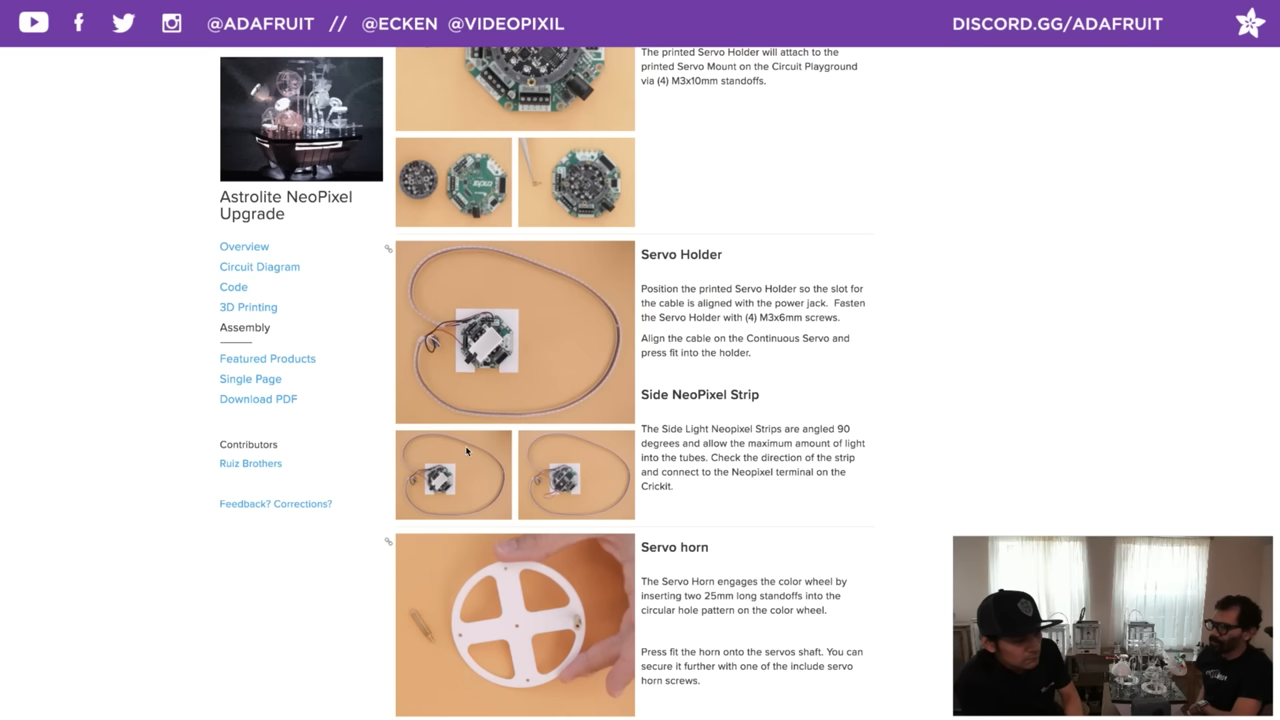 @ADAFRUIT // @ECKEN @VIDEOPIXIL
DISCORD.GG/ADAFRUIT
Astrolite NeoPixel
Upgrade
Overview
Circuit Diagram
Code
3D Printing
Assembly
Featured Products
Single Page
Download PDF
Contributors
Ruiz Brothers
Feedback? Corrections?
The printed Servo Holder will attach to the
printed Servo Mount on the Circuit Playground
via (4) M3x10mm standoffs.
Servo Holder
Position the printed Servo Holder so the slot for
the cable is aligned with the power jack. Fasten
the Servo Holder with (4) M3x6mm screws.
Align the cable on the Continuous Servo and
press fit into the holder.
Side NeoPixel Strip
The Side Light Neopixel Strips are angled 90
degrees and allow the maximum amount of light
into the tubes. Check the direction of the strip
and connect to the Neopixel terminal on the
Crickit.
Servo horn
The Servo Horn engages the color wheel by
inserting two 25mm long standoffs into the
circular hole pattern on the color wheel.
Press fit the horn onto the servos shaft. You can
secure it further with one of the include servo
horn screws.